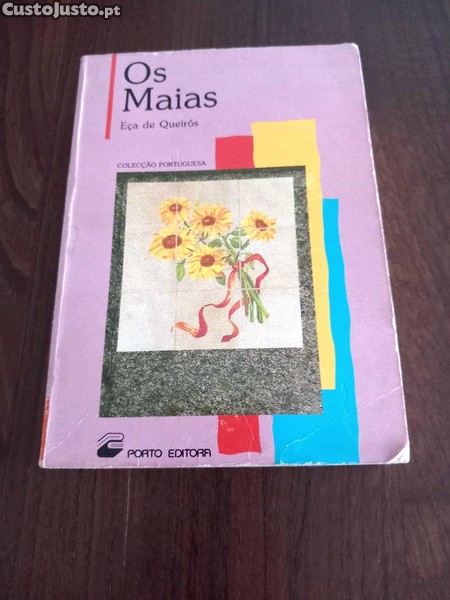 CustoJusto.pt
Os
Maias
Eça de Queirós
COLECÇÃO PORTUGUESA
PORTO EDITORA